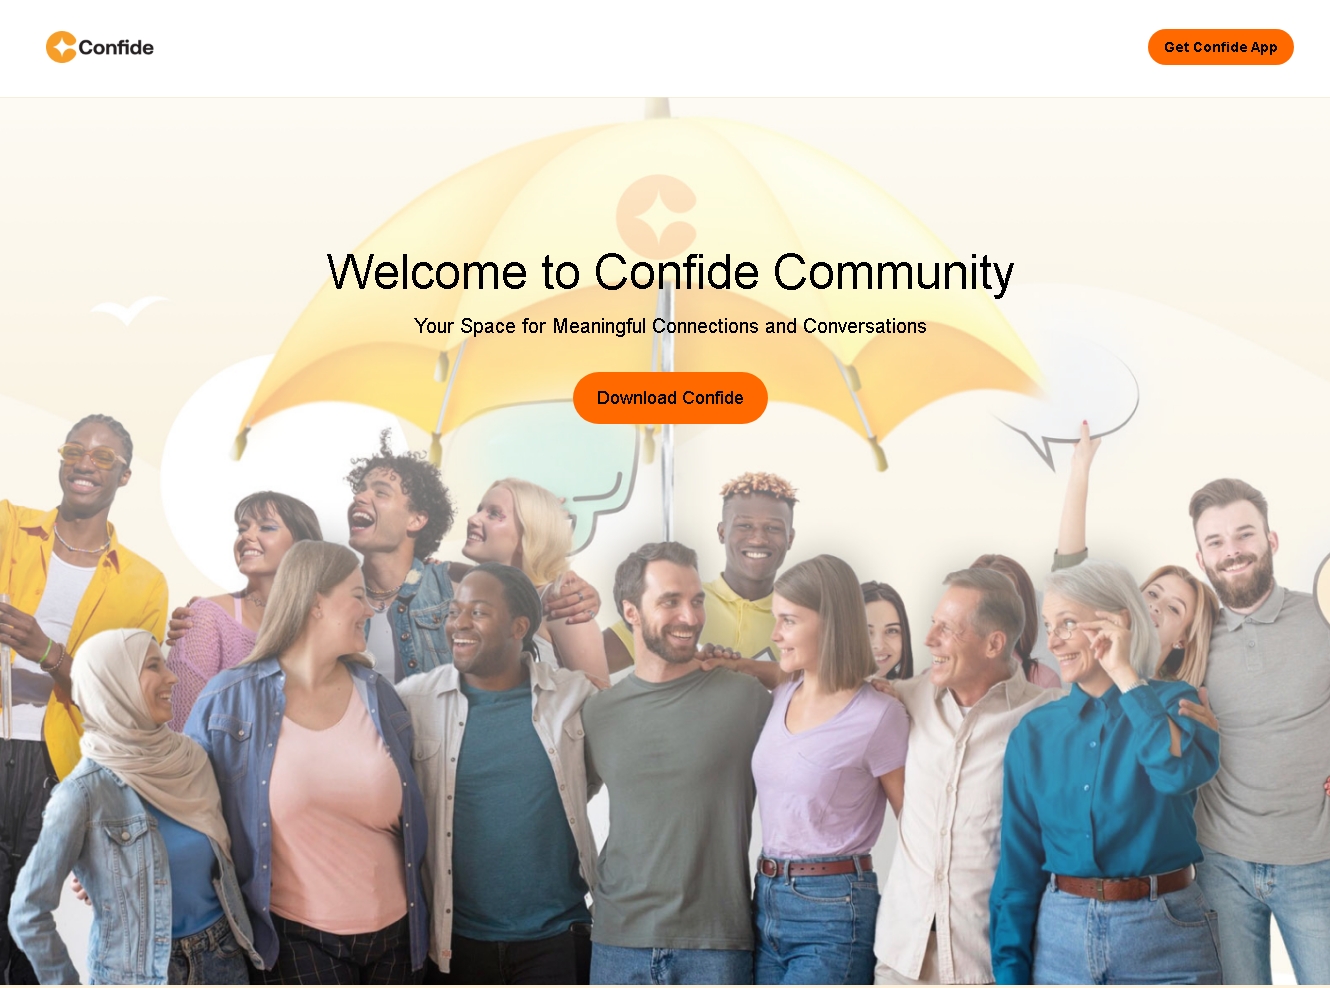 Confide
Get Confide App
Welcome to Confide Community
Your Space for Meaningful Connections and Conversations
Download Confide